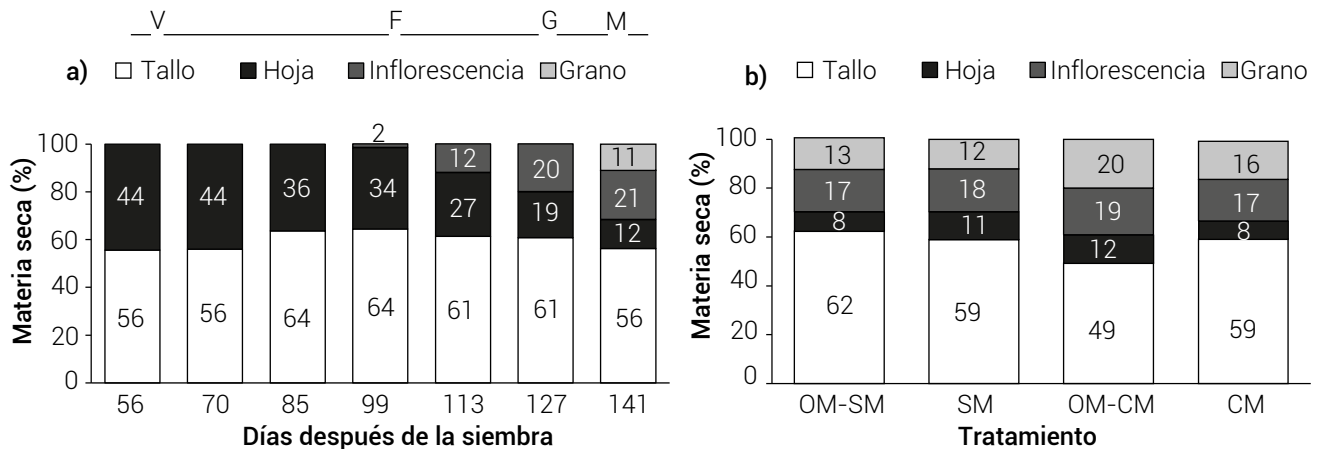 V F G M
a) Tallo Hoja Inflorescencia Grano
Materia seca (%)
100
80
60
40
20
0
2
12 20 11
44 44 36 34 27 19 21 12
56 56 64 64 61 61 56
56 70 85 99 113 127 141
Días después de la siembra
b) Tallo Hoja Inflorescencia Grano
Materia seca (%)
100
80
60
40
20
0
13 12 20 16
17 18 19 17
8 11 12 8
62 59 49 59
OM-SM SM OM-CM CM
Tratamiento